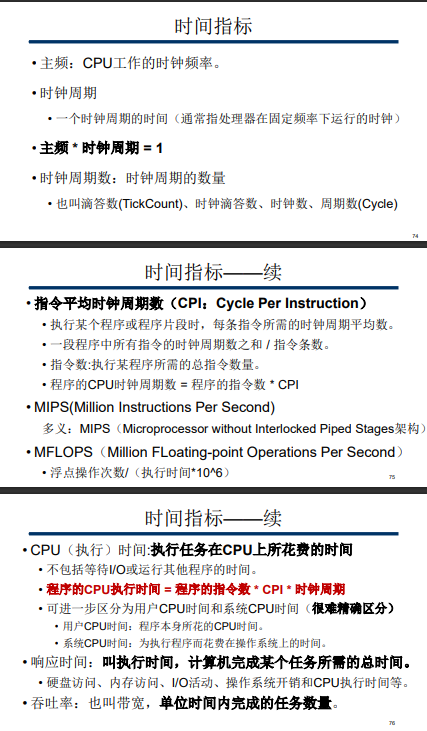 时间指标
• 主频：CPU工作的时钟频率。
• 时钟周期
• 一个时钟周期的时间（通常指处理器在固定频率下运行的时钟）
• 主频 * 时钟周期 = 1
• 时钟周期数：时钟周期的数量
• 也叫滴答数(TickCount)、时钟滴答数、时钟数、周期数(Cycle)
74
时间指标——续
• 指令平均时钟周期数（CPI：Cycle Per Instruction）
• 执行某个程序或程序片段时，每条指令所需的时钟周期平均数。
• 一段程序中所有指令的时钟周期数之和 / 指令条数。
• 指令数:执行某程序所需的总指令数量。
• 程序的CPU时钟周期数 = 程序的指令数 * CPI
• MIPS(Million Instructions Per Second)
多义：MIPS（Microprocessor without Interlocked Piped Stages架构）
• MFLOPS（Million FLoating-point Operations Per Second）
• 浮点操作次数/（执行时间*10^6）
75
时间指标——续
• CPU（执行）时间:执行任务在CPU上所花费的时间
• 不包括等待I/O或运行其他程序的时间。
• 程序的CPU执行时间 = 程序的指令数 * CPI * 时钟周期
• 可进一步区分为用户CPU时间和系统CPU时间（很难精确区分）
• 用户CPU时间：程序本身所花的CPU时间。
• 系统CPU时间：为执行程序而花费在操作系统上的时间。
• 响应时间：叫执行时间，计算机完成某个任务所需的总时间。
• 硬盘访问、内存访问、I/O活动、操作系统开销和CPU执行时间等。
• 吞吐率：也叫带宽，单位时间内完成的任务数量。
76